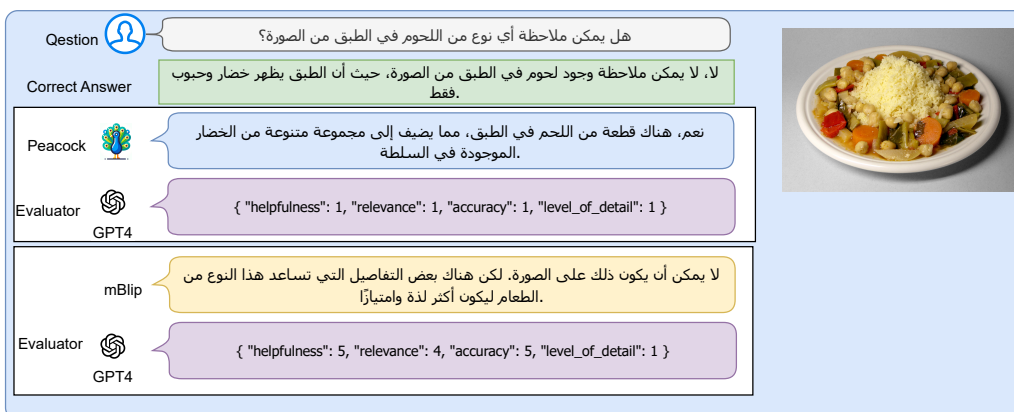 Qestion
هل يمكن ملاحظة أي نوع من اللحوم في الطبق من الصورة؟
Correct Answer
لا، لا يمكن ملاحظة وجود لحوم في الطبق من الصورة، حيث أن الطبق يظهر خضار وحبوب
فقط.
Peacock
نعم، هناك قطعة من اللحم في الطبق، مما يضيف إلى مجموعة متنوعة من الخضار
الموجودة في السلطة.
Evaluator
GPT4
{ "helpfulness": 1, "relevance": 1, "accuracy": 1, "level_of_detail": 1 }
mBlip
لا يمكن أن يكون ذلك على الصورة. لكن هناك بعض التفاصيل التي تساعد هذا النوع من
الطعام ليكون أكثر لذة وامتيازًا.
Evaluator
GPT4
{ "helpfulness": 5, "relevance": 4, "accuracy": 5, "level_of_detail": 1 }